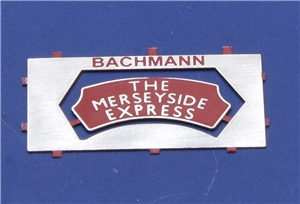 BACHMANN
THE
MERSEYSIDE
EXPRESS